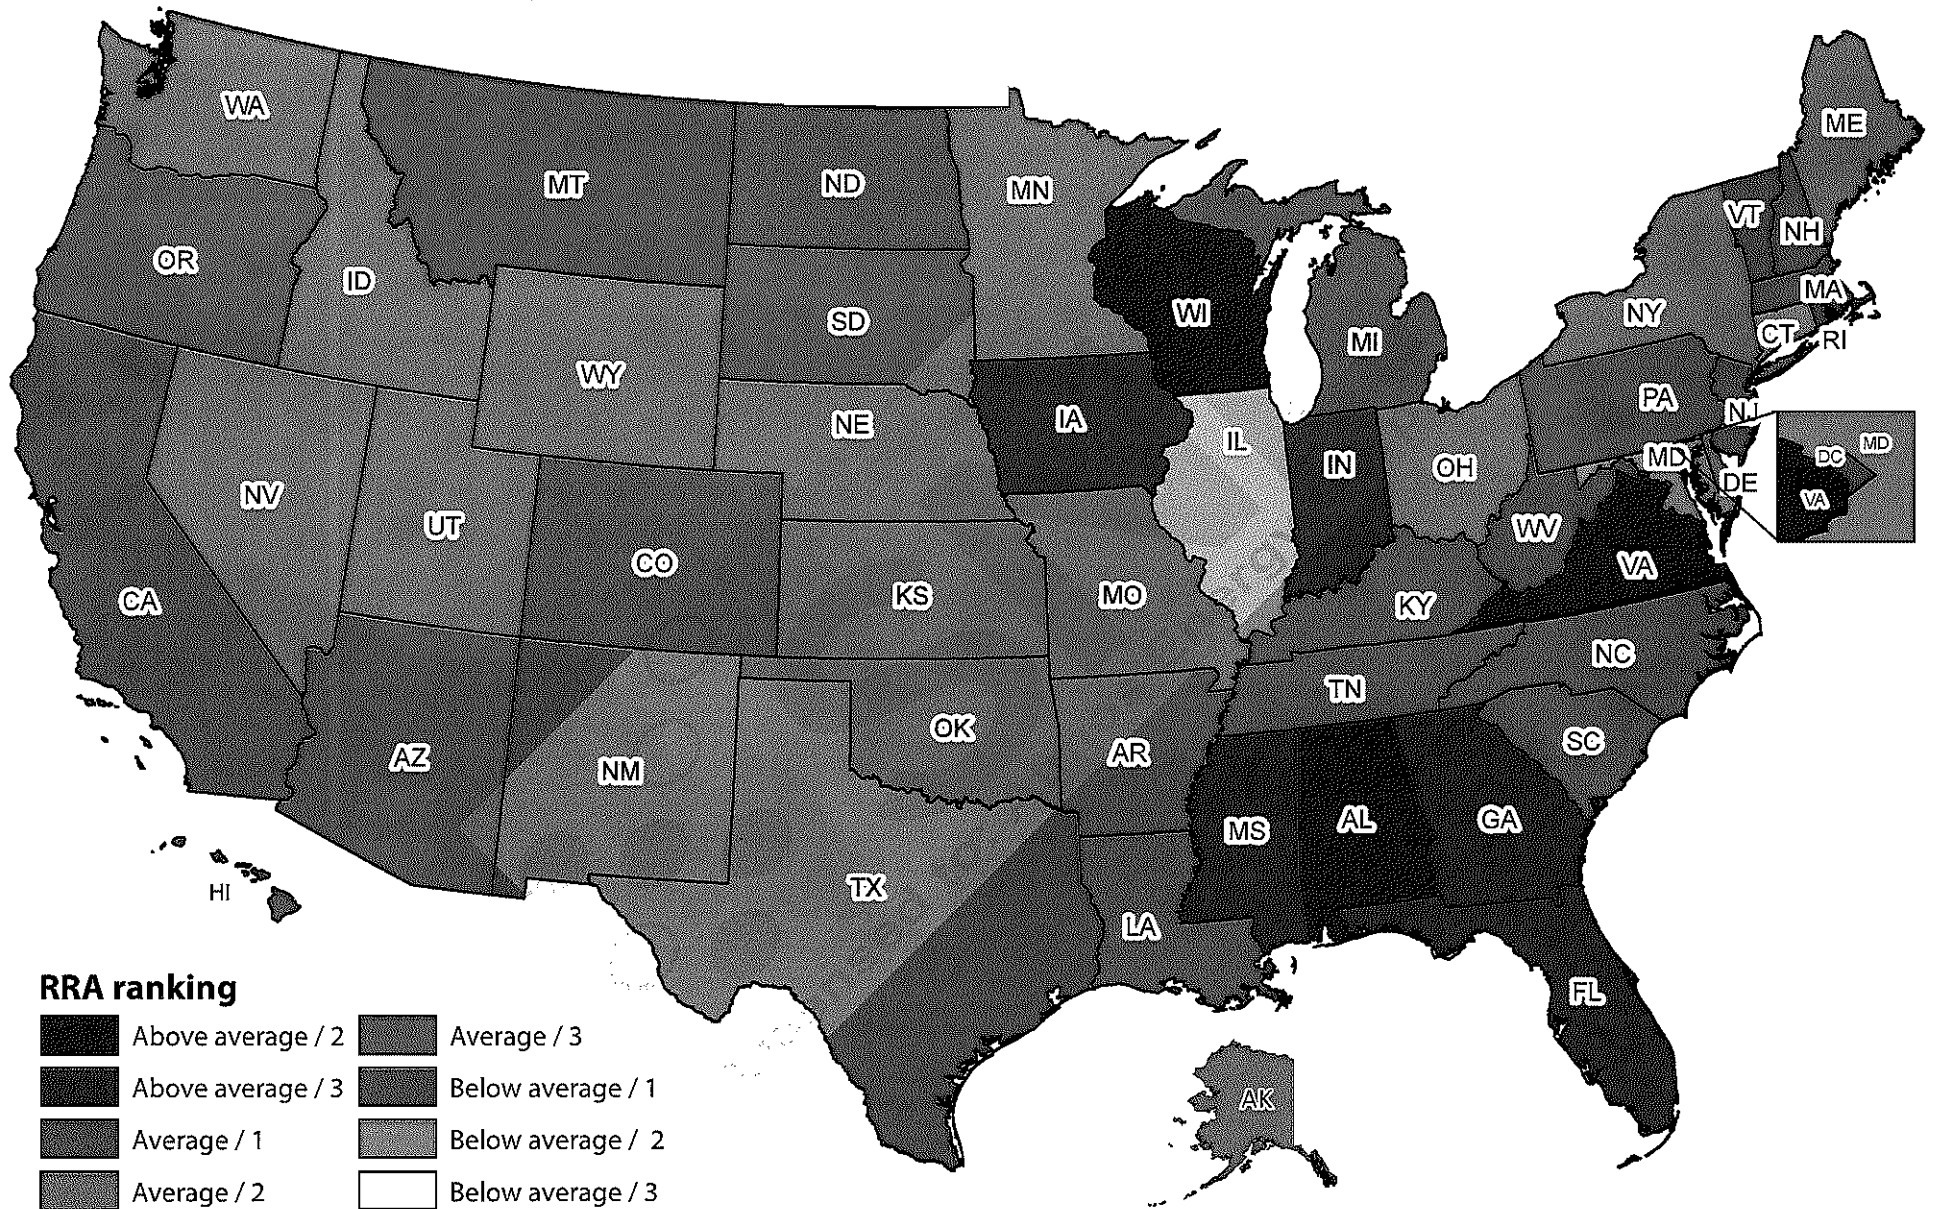 WA
MT
ND
MN
ME
OR
ID
SD
WI
MI
VT
NH
MA
NY
CT
RI
WY
NE
IA
IL
IN
OH
PA
NJ
MD
DE
DC
MD
VA
NV
UT
CO
KS
MO
WV
VA
KY
CA
AZ
NM
OK
AR
TN
NC
SC
MS
AL
GA
TX
LA
FL
HI
AK
RRA ranking
Above average / 2
Above average / 3
Average / 1
Average / 2
Average / 3
Below average / 1
Below average / 2
Below average / 3